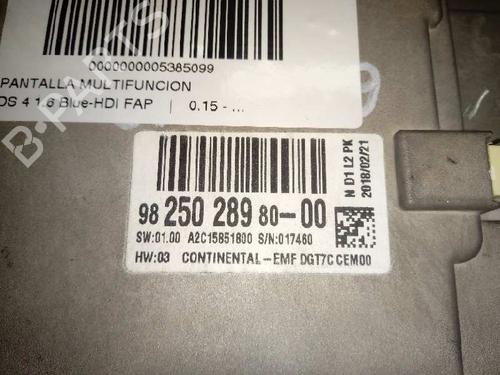 0000000005385099
PANTALLA MULTIFUNCION
DS 4 1.6 Blue-HDI FAP | 0.15 - ...
98 250 289 80-00
SW:01.00 A2C15851800 S/N:017460
HW:03 CONTINENTAL-EMF DGT7C CEM00
N D1 L2 PK
2018/02/21
B-PARTS